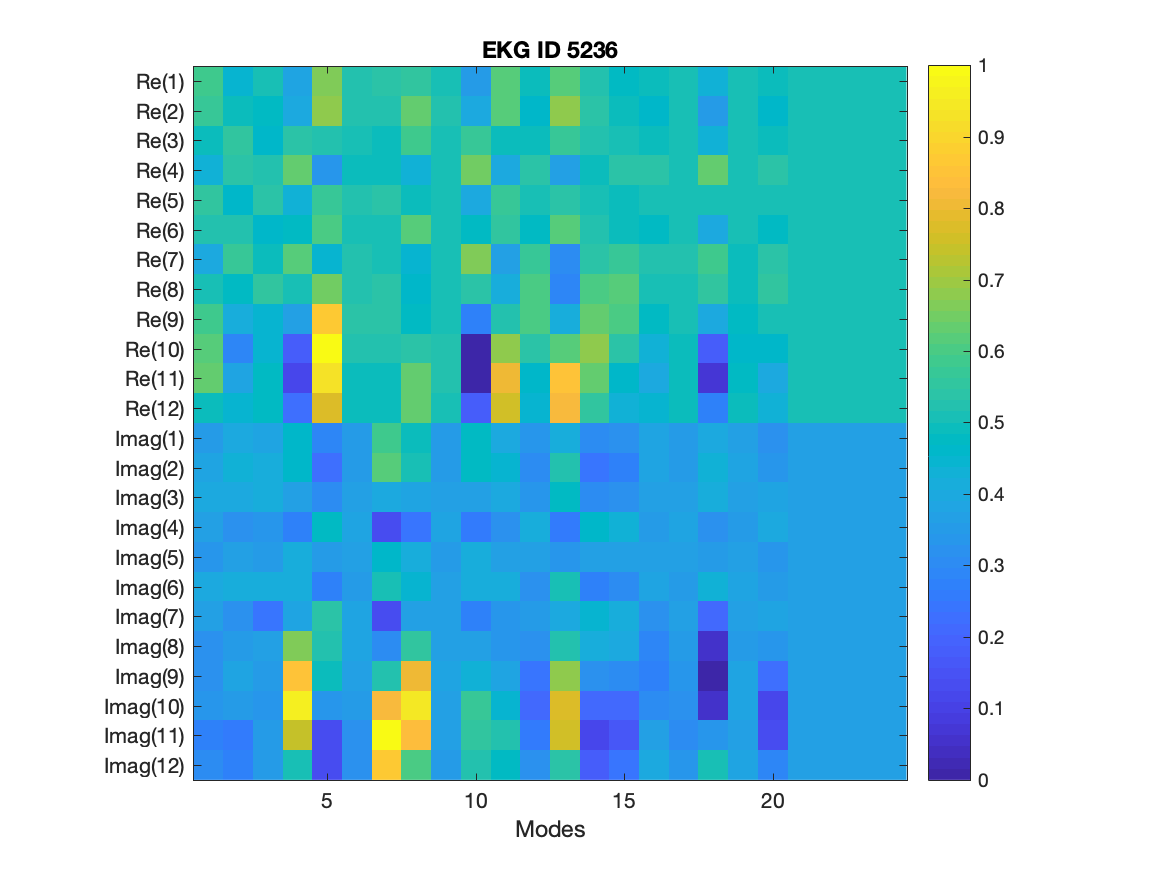 EKG ID 5236
Re(1)
Re(2)
Re(3)
Re(4)
Re(5)
Re(6)
Re(7)
Re(8)
Re(9)
Re(10)
Re(11)
Re(12)
Imag(1)
Imag(2)
Imag(3)
Imag(4)
Imag(5)
Imag(6)
Imag(7)
Imag(8)
Imag(9)
Imag(10)
Imag(11)
Imag(12)
5 10 15 20
Modes
1
0.9
0.8
0.7
0.6
0.5
0.4
0.3
0.2
0.1
0